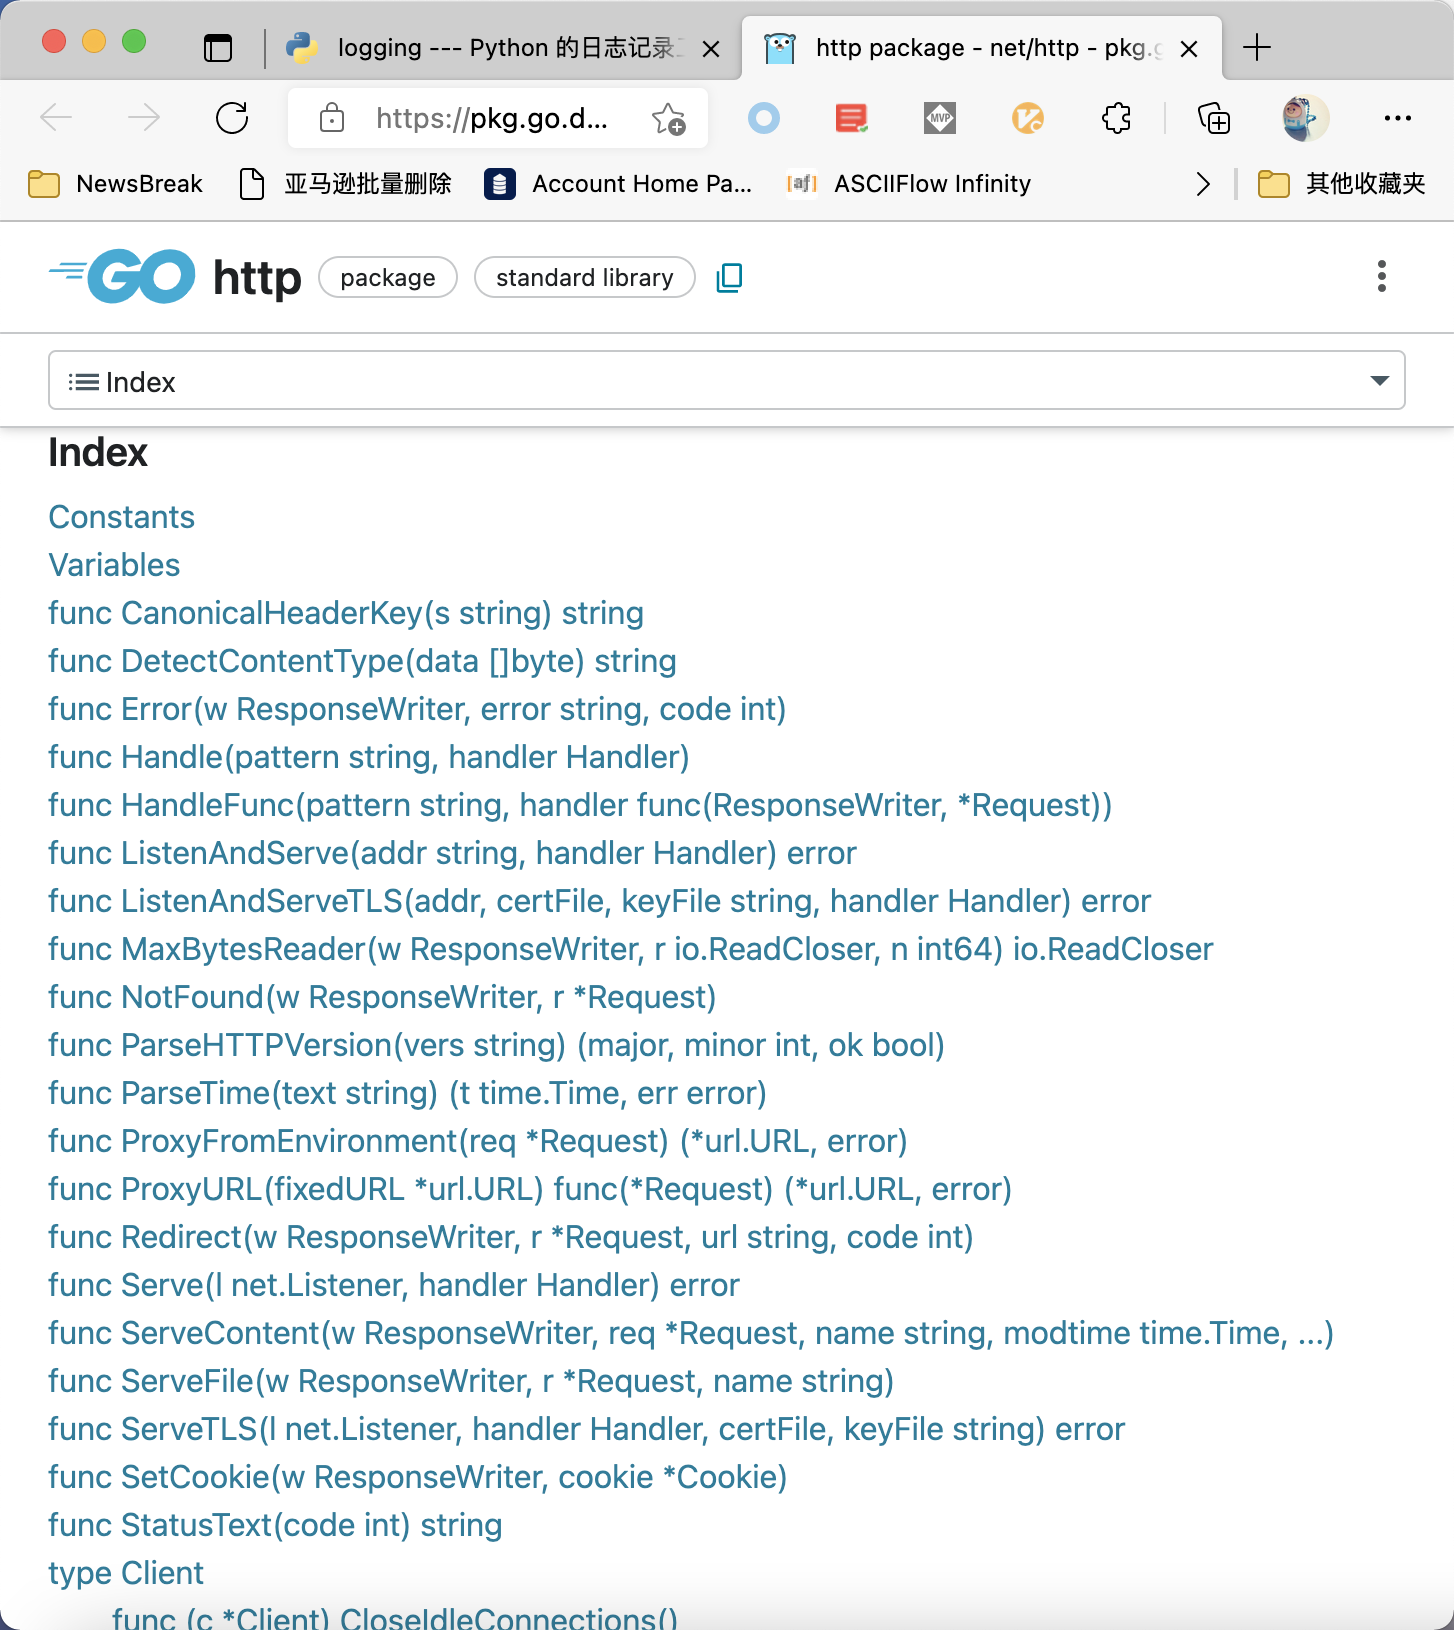 logging --- Python 的日志记录
http package - net/http - pkg.g
https://pkg.go.d...
MVP
NewsBreak
亚马逊批量删除
Account Home Pa...
af
ASCIIFlow Infinity
其他收藏夹
GO http package standard library
Index
Index
Constants
Variables
func CanonicalHeaderKey(s string) string
func DetectContentType(data []byte) string
func Error(w ResponseWriter, error string, code int)
func Handle(pattern string, handler Handler)
func HandleFunc(pattern string, handler func(ResponseWriter, *Request))
func ListenAndServe(addr string, handler Handler) error
func ListenAndServeTLS(addr, certFile, keyFile string, handler Handler) error
func MaxBytesReader(w ResponseWriter, r io.ReadCloser, n int64) io.ReadCloser
func NotFound(w ResponseWriter, r *Request)
func ParseHTTPVersion(vers string) (major, minor int, ok bool)
func ParseTime(text string) (t time.Time, err error)
func ProxyFromEnvironment(req *Request) (*url.URL, error)
func ProxyURL(fixedURL *url.URL) func(*Request) (*url.URL, error)
func Redirect(w ResponseWriter, r *Request, url string, code int)
func Serve(l net.Listener, handler Handler) error
func ServeContent(w ResponseWriter, req *Request, name string, modtime time.Time, ...)
func ServeFile(w ResponseWriter, r *Request, name string)
func ServeTLS(l net.Listener, handler Handler, certFile, keyFile string) error
func SetCookie(w ResponseWriter, cookie *Cookie)
func StatusText(code int) string
type Client
func (c *Client) CloseIdleConnections()